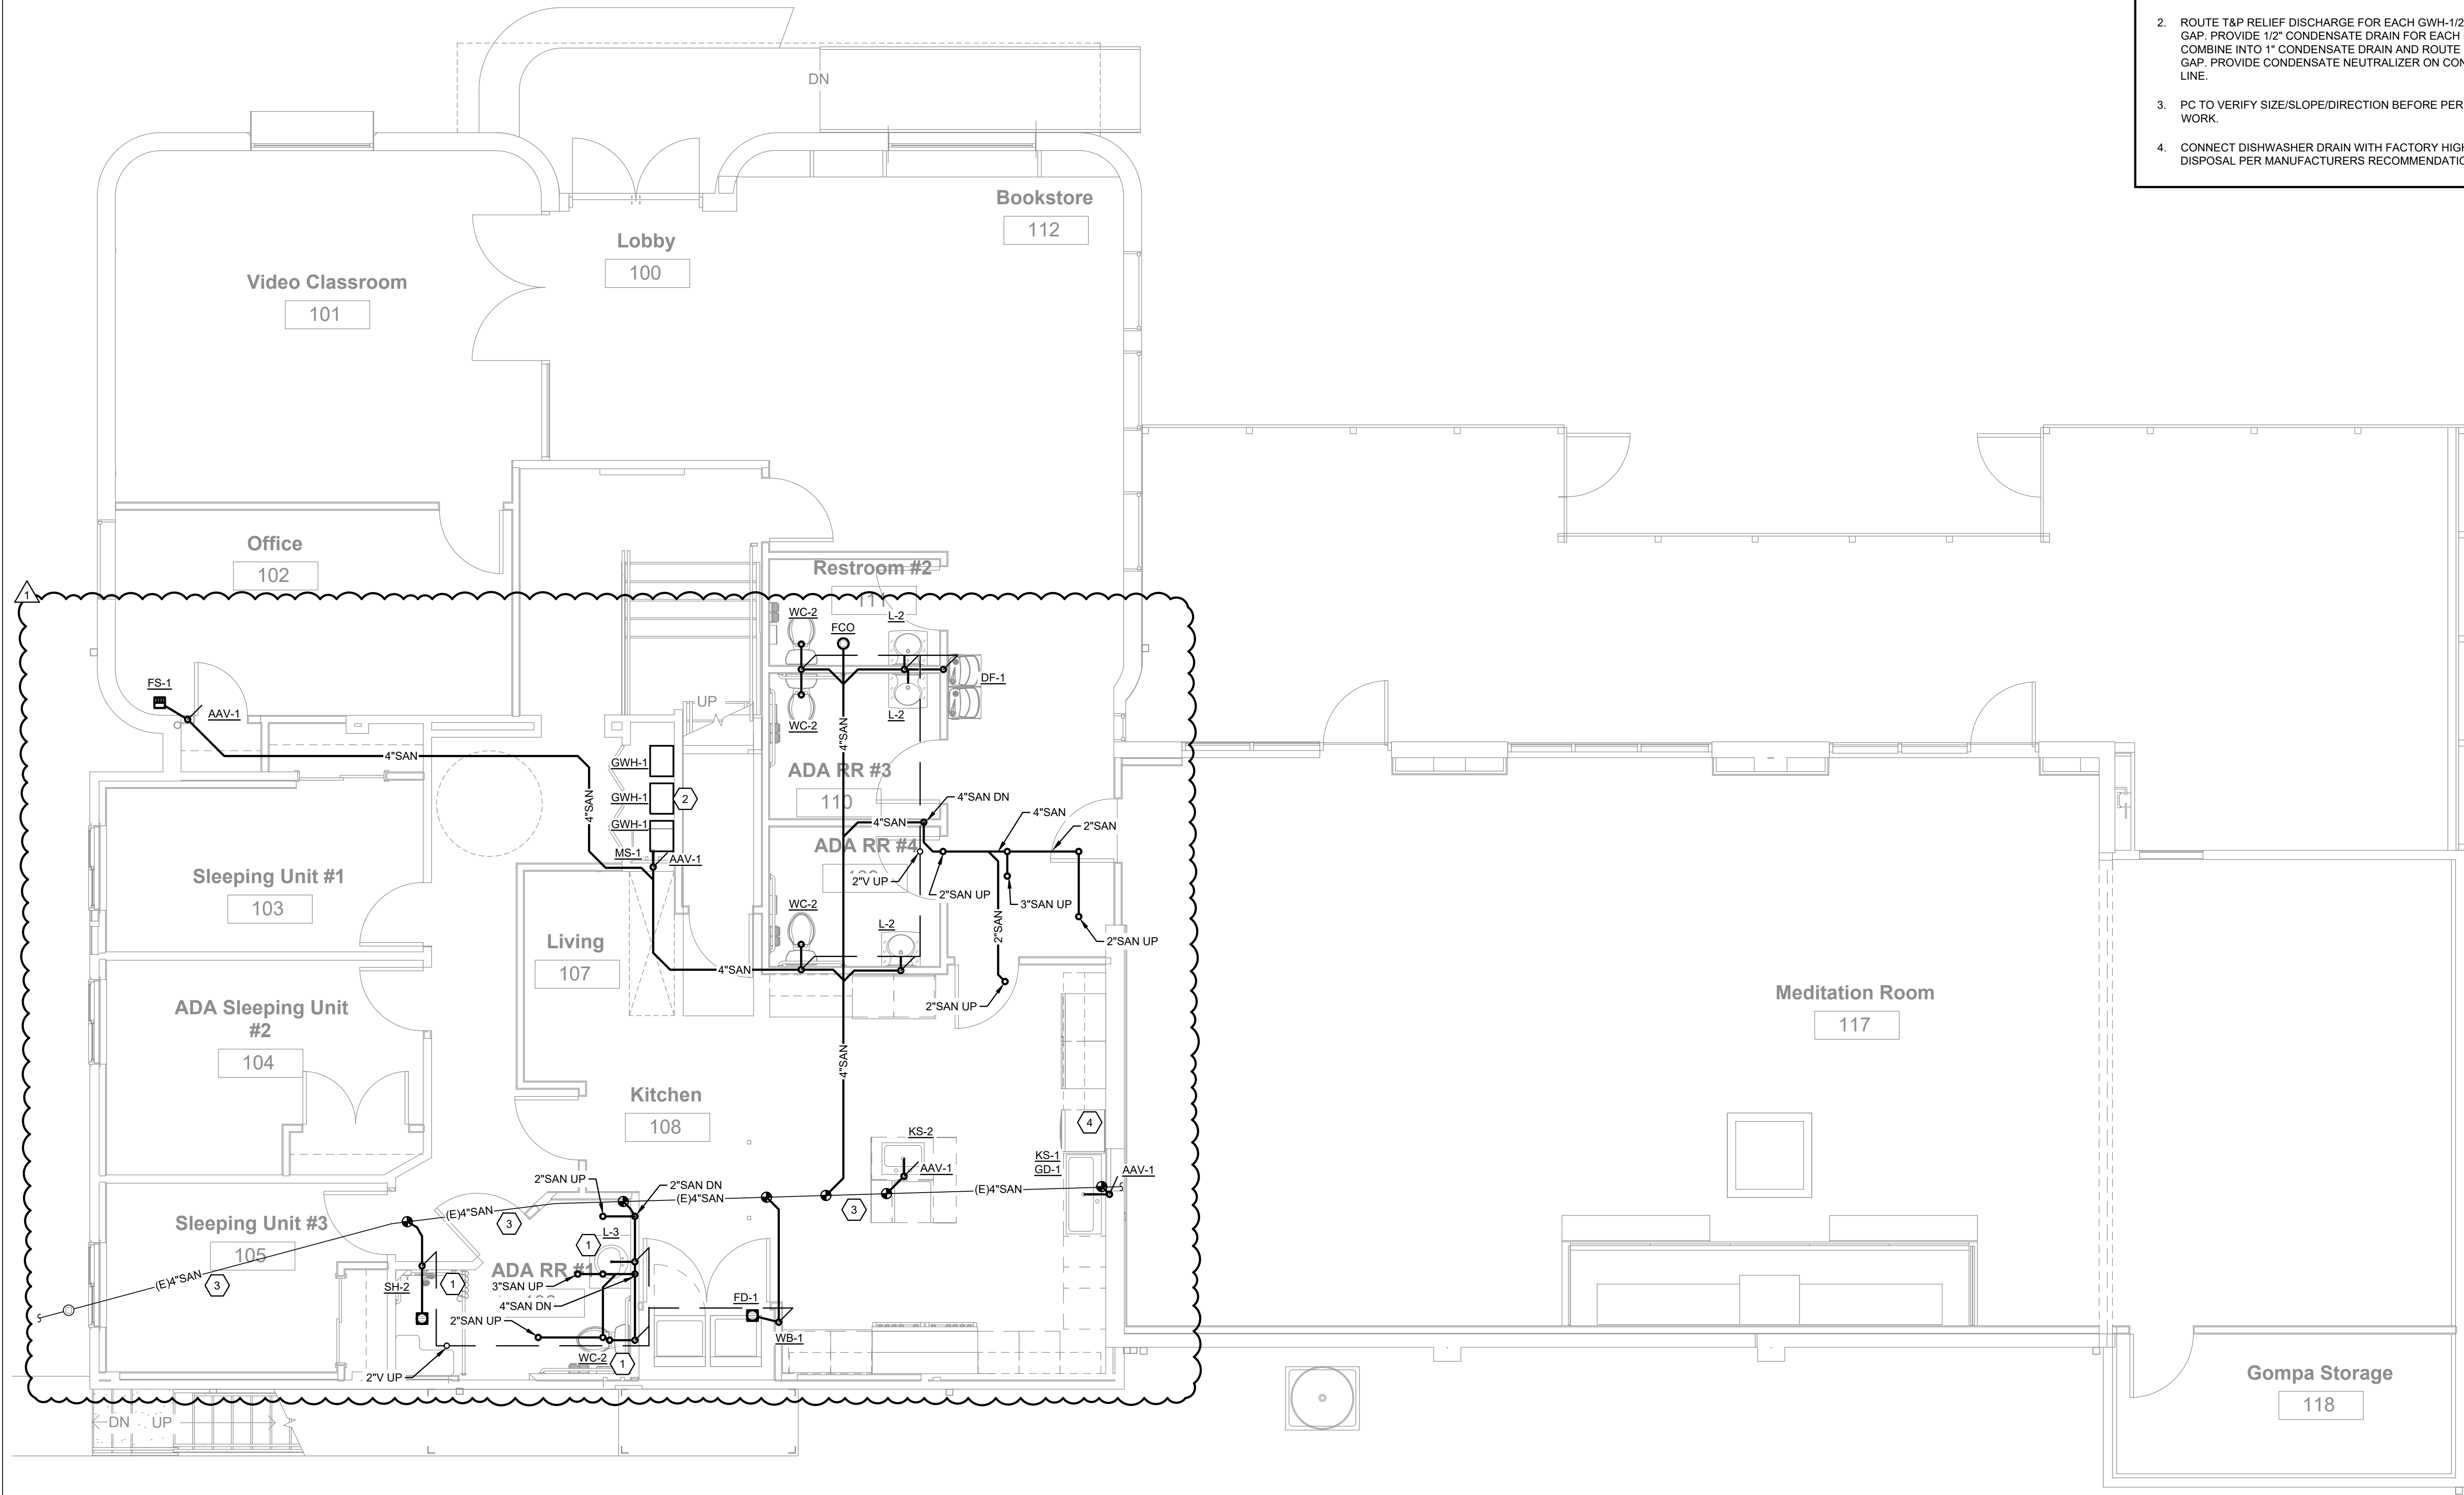 2. ROUTE T&P RELIEF DISCHARGE FOR EACH GWH-1/2
GAP. PROVIDE 1/2" CONDENSATE DRAIN FOR EACH
COMBINE INTO 1" CONDENSATE DRAIN AND ROUTE
GAP. PROVIDE CONDENSATE NEUTRALIZER ON
LINE.
3. PC TO VERIFY SIZE/SLOPE/DIRECTION BEFORE
WORK.
4. CONNECT DISHWASHER DRAIN WITH FACTORY
DISPOSAL PER MANUFACTURERS
DN
Bookstore
112
Lobby
100
Video Classroom
101
Office
102
Restroom #2
111
1
WC-2
FCO
L-2
DF-1
FS-1
AAV-1
WC-2
L-2
UP
4"SAN
4"SAN
GWH-1
GWH-1
2
GWH-1
4"SAN
ADA RR #3
110
4"SAN DN
4"SAN
4"SAN
2"SAN
MS-1
AAV-1
ADA RR #4
2"V UP
2"SAN UP
3"SAN UP
Sleeping Unit #1
103
WC-2
L-2
2"SAN
2"SAN UP
Living
107
4"SAN
2"SAN UP
ADA Sleeping Unit
#2
104
Meditation Room
117
4"SAN
Kitchen
108
4
KS-2
AAV-1
KS-1
GD-1
AAV-1
2"SAN UP
2"SAN DN
(E)4"SAN
(E)4"SAN
(E)4"SAN
3
3
Sleeping Unit #3
105
(E)4"SAN
3
L-3
1
ADA RR #1
SH-2
1
3"SAN UP
4"SAN DN
2"SAN UP
FD-1
WB-1
WC-2
1
2"V UP
DN
UP
Gompa Storage
118